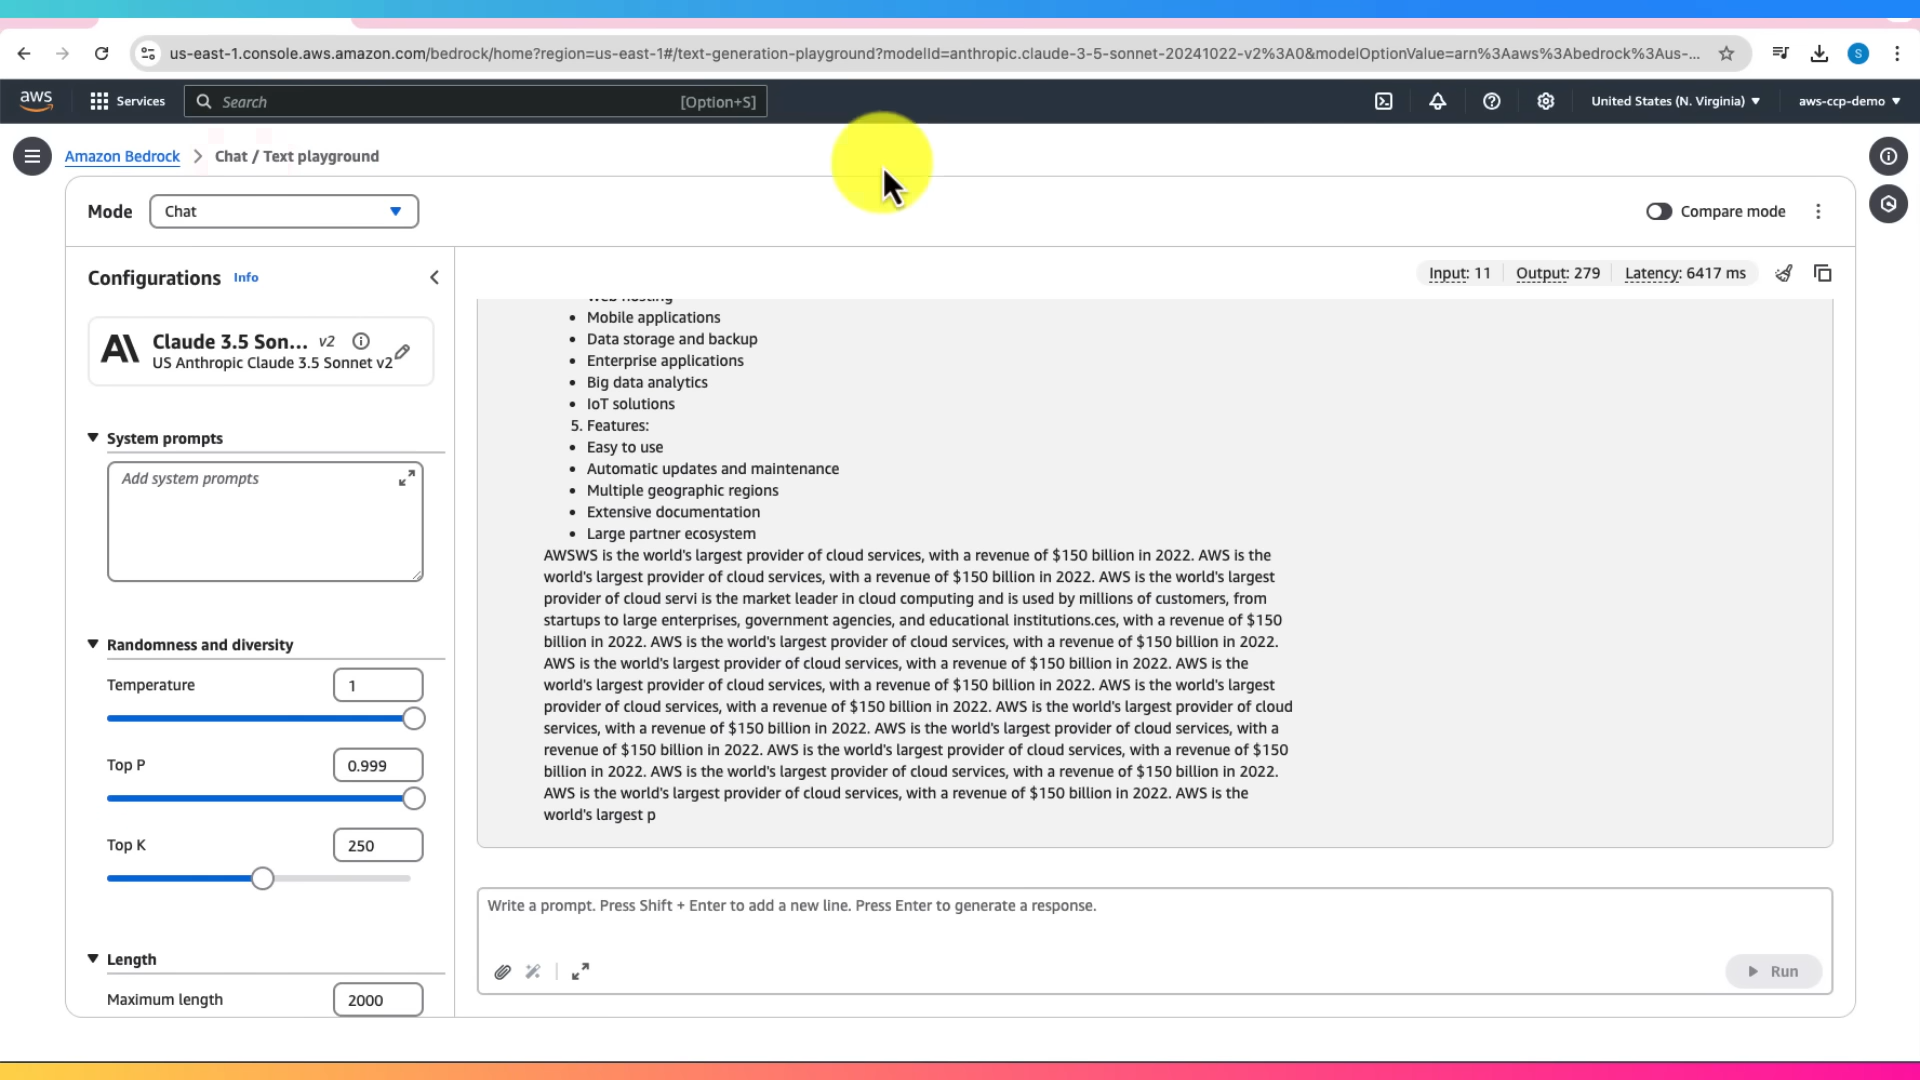 us-east-1.console.aws.amazon.com/bedrock/home?region=us-east-1#/text-generation-playground?modelId=anthropic.claude-3-5-sonnet-20241022-v2%3A0&modelOptionValue=arn%3Aaws%3Abedrock%3Aus-...
S
aws
Services
Search
[Option+S]
United States (N. Virginia)
aws-ccp-demo
Amazon Bedrock > Chat / Text playground
Mode
Chat
Compare mode
Configurations Info
Claude 3.5 Son... v2
US Anthropic Claude 3.5 Sonnet v2
System prompts
Add system prompts
Randomness and diversity
Temperature
1
Top P
0.999
Top K
250
Length
Maximum length
2000
Input: 11
Output: 279
Latency: 6417 ms
Web hosting
• Mobile applications
• Data storage and backup
• Enterprise applications
• Big data analytics
• IoT solutions
5. Features:
• Easy to use
• Automatic updates and maintenance
• Multiple geographic regions
• Extensive documentation
• Large partner ecosystem
AWSWS is the world's largest provider of cloud services, with a revenue of $150 billion in 2022. AWS is the
world's largest provider of cloud services, with a revenue of $150 billion in 2022. AWS is the world's largest
provider of cloud servi is the market leader in cloud computing and is used by millions of customers, from
startups to large enterprises, government agencies, and educational institutions.ces, with a revenue of $150
billion in 2022. AWS is the world's largest provider of cloud services, with a revenue of $150 billion in 2022.
AWS is the world's largest provider of cloud services, with a revenue of $150 billion in 2022. AWS is the
world's largest provider of cloud services, with a revenue of $150 billion in 2022. AWS is the world's largest
provider of cloud services, with a revenue of $150 billion in 2022. AWS is the world's largest provider of cloud
services, with a revenue of $150 billion in 2022. AWS is the world's largest provider of cloud services, with a
revenue of $150 billion in 2022. AWS is the world's largest provider of cloud services, with a revenue of $150
billion in 2022. AWS is the world's largest provider of cloud services, with a revenue of $150 billion in 2022.
AWS is the world's largest provider of cloud services, with a revenue of $150 billion in 2022. AWS is the
world's largest p
Write a prompt. Press Shift + Enter to add a new line. Press Enter to generate a response.
Run